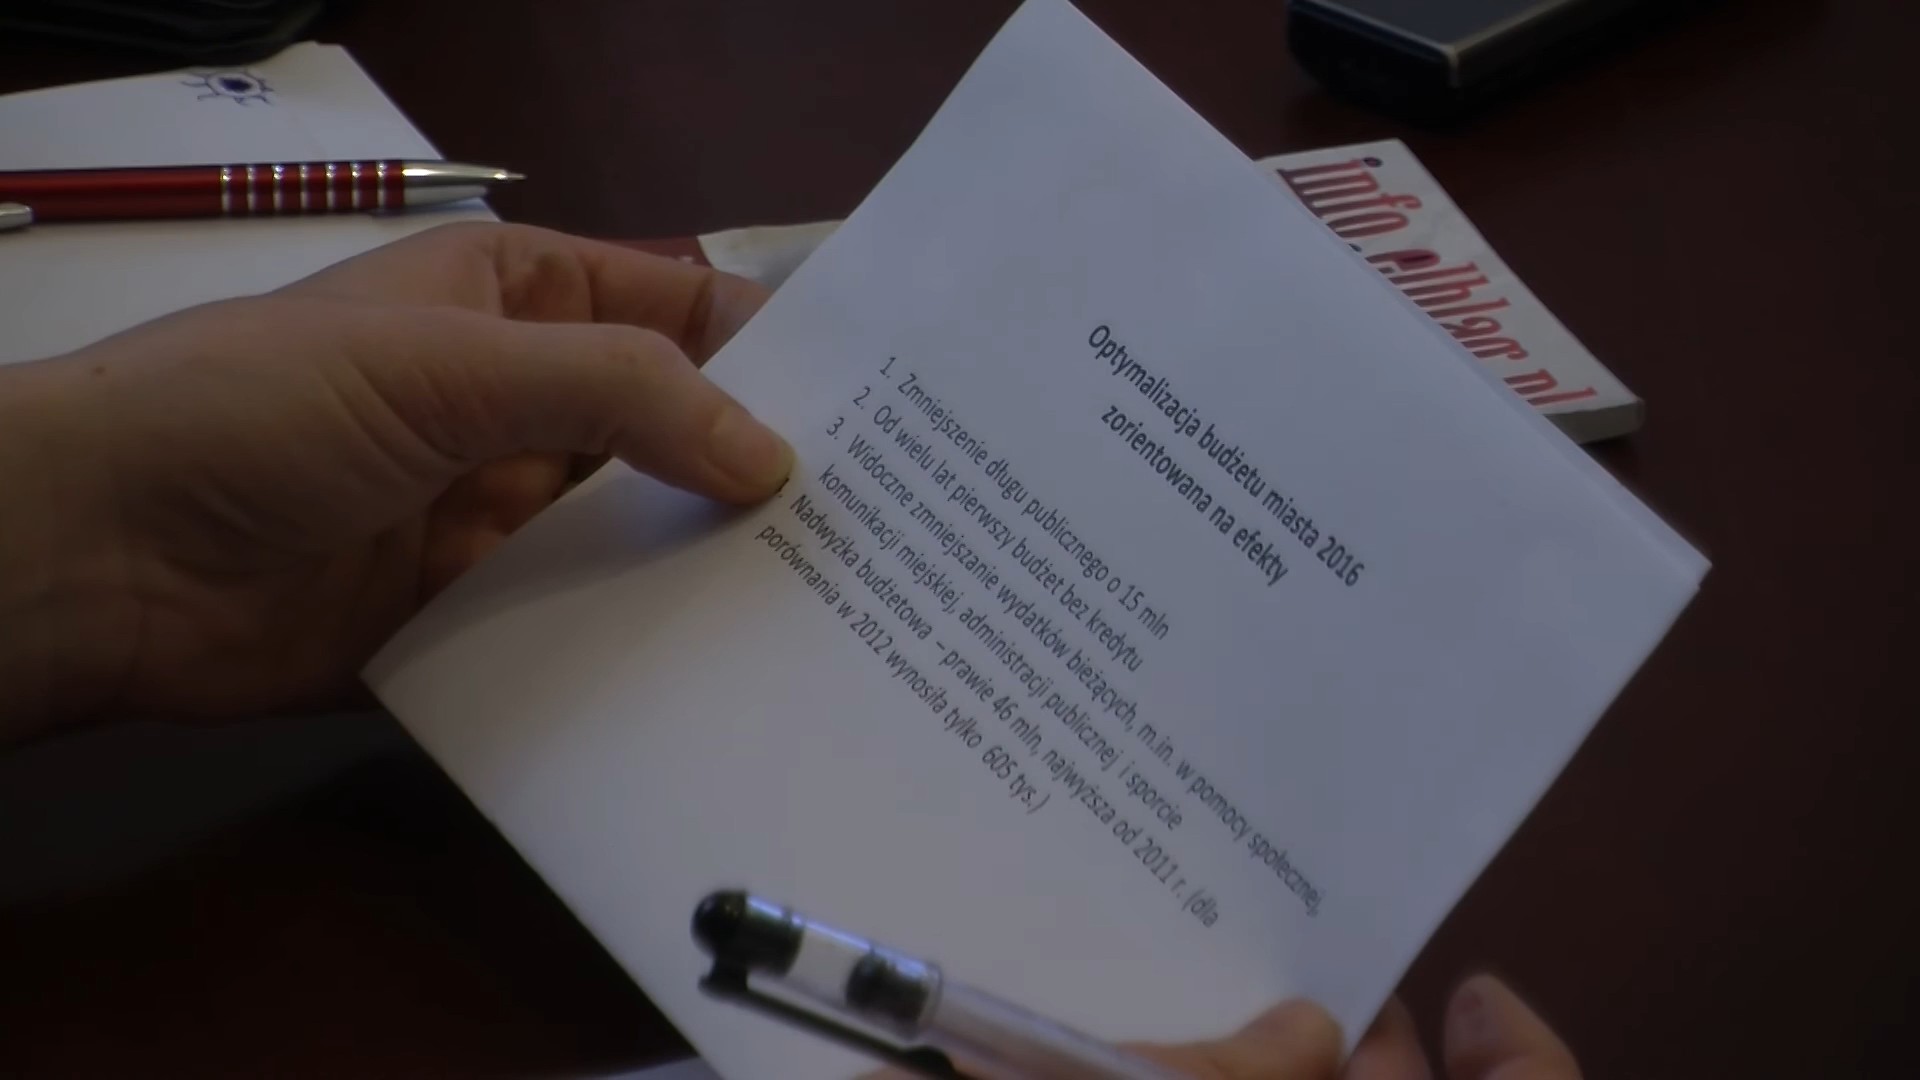 Optymalizacja budżetu miasta 2016
zorientowana na efekty
1. Zmniejszenie długu publicznego o 15 mln
2. Od wielu lat pierwszy budżet bez kredytu
3. Widoczne zmniejszanie wydatków bieżących, m.in. w pomocy społecznej,
komunikacji miejskiej, administracji publicznej i sporcie
. Nadwyżka budżetowa – prawie 46 mln, najwyższa od 2011 r. (dla
porównania w 2012 wynosiła tylko 605 tys.)
info.elblag.pl